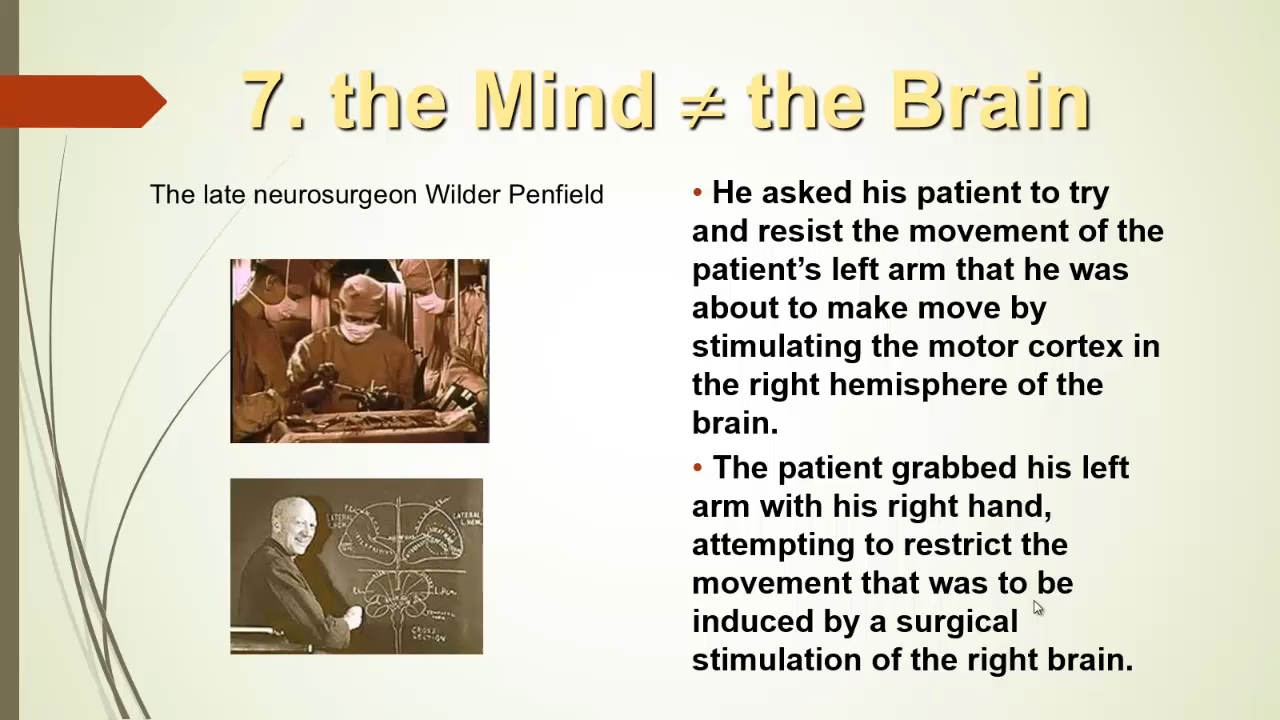 7. the Mind ≠ the Brain
The late neurosurgeon Wilder Penfield
• He asked his patient to try
and resist the movement of the
patient’s left arm that he was
about to make move by
stimulating the motor cortex in
the right hemisphere of the
brain.
• The patient grabbed his left
arm with his right hand,
attempting to restrict the
movement that was to be
induced by a surgical
stimulation of the right brain.
LATERAL
CROSS
SECTION